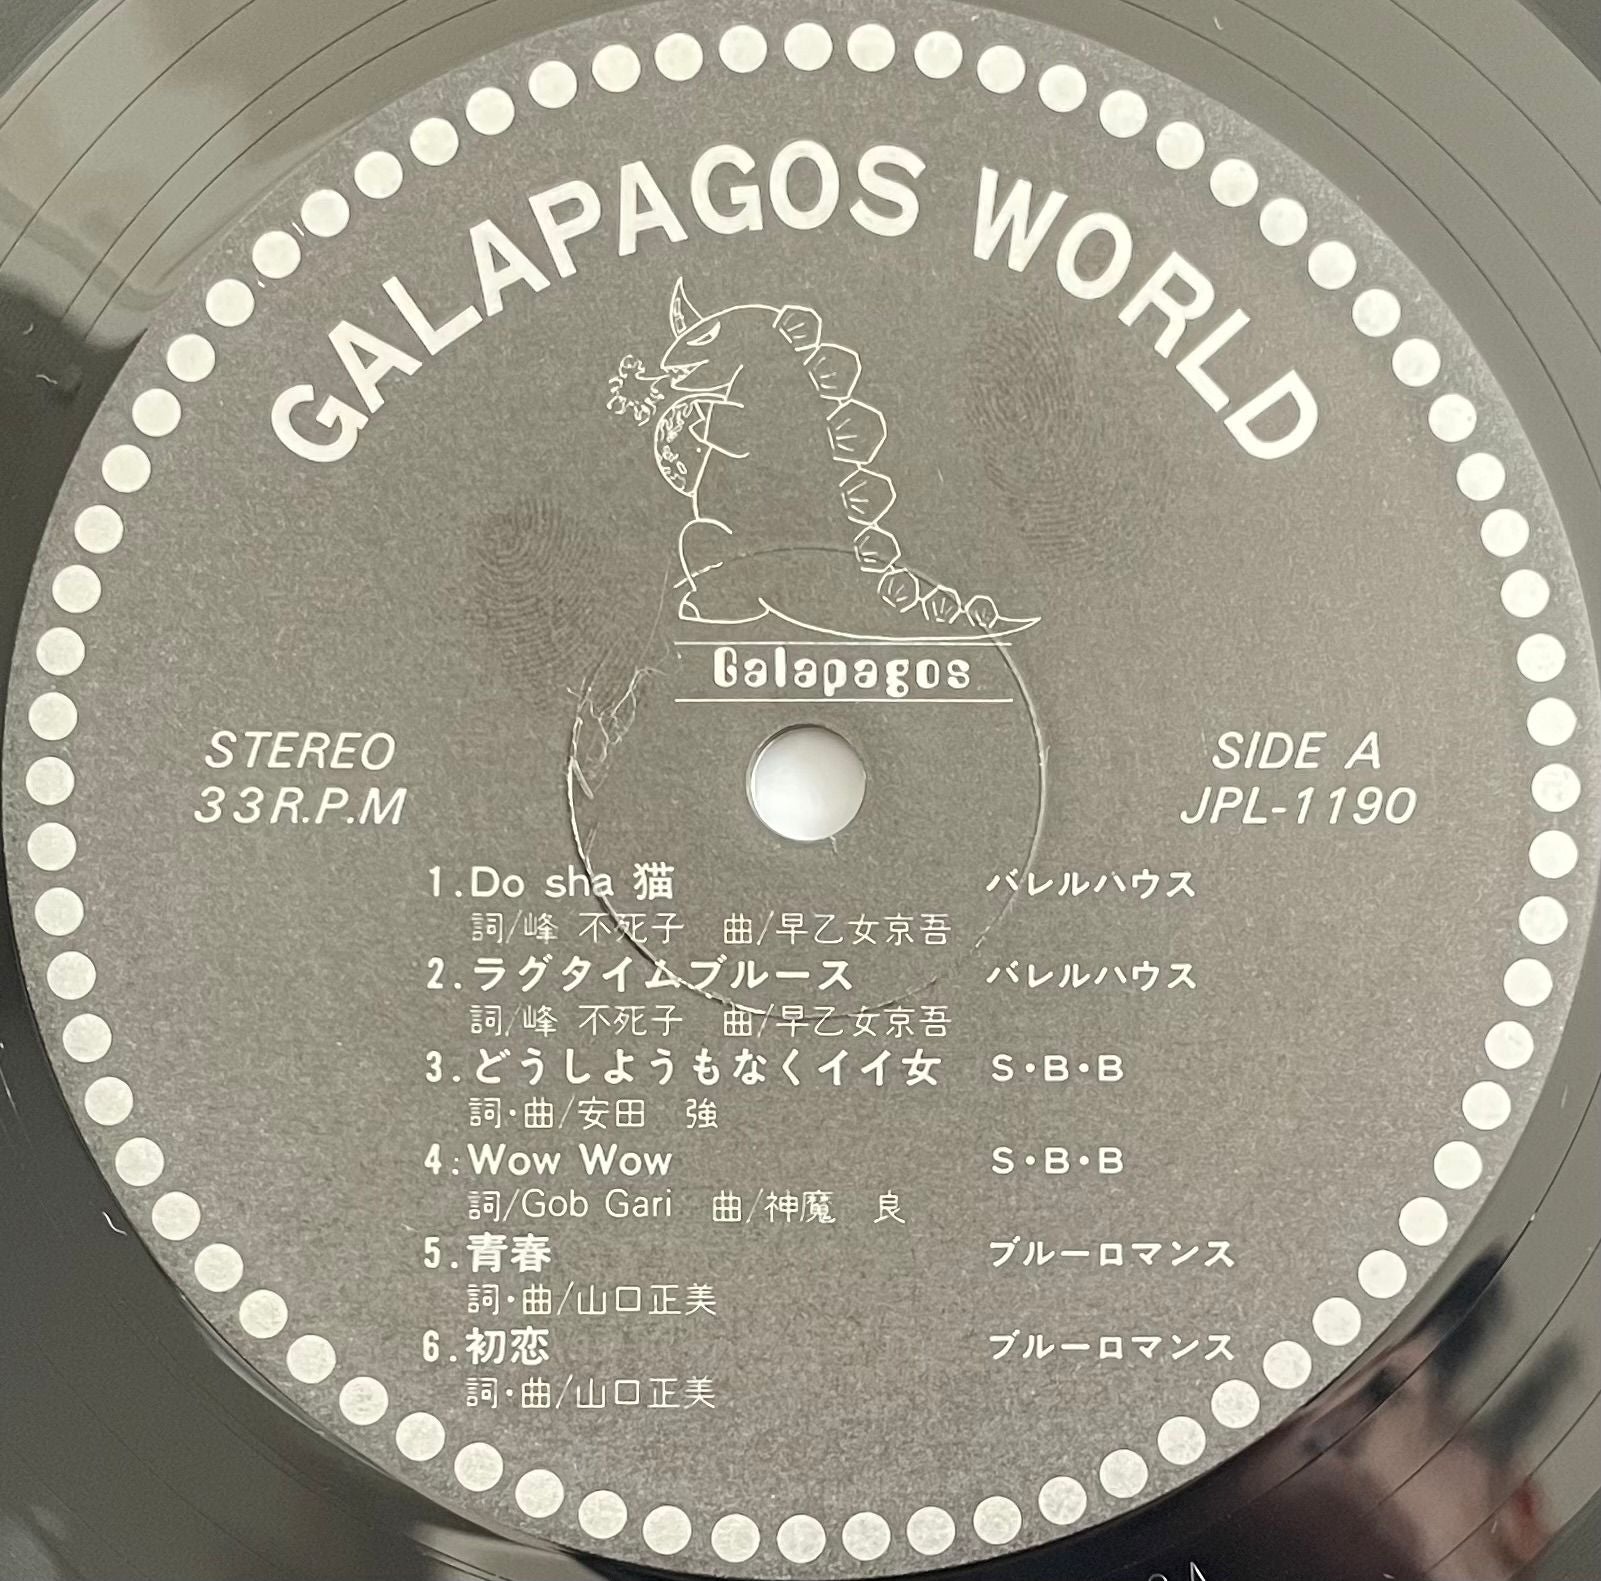 GALAPAGOS WORLD
Galapagos
STEREO
33R.P.M
SIDE A
JPL-1190
1.Do sha 猫 バレルハウス
詞/峰 不死子 曲/早乙女京吾
2.ラグタイムブルース バレルハウス
詞/峰 不死子 曲/早乙女京吾
3.どうしようもなくイイ女 S・B・B
詞・曲/安田 強
4.Wow Wow S・B・B
詞/Gob Gari 曲/神魔 良
5.青春 ブルーロマンス
詞・曲/山口正美
6.初恋 ブルーロマンス
詞・曲/山口正美